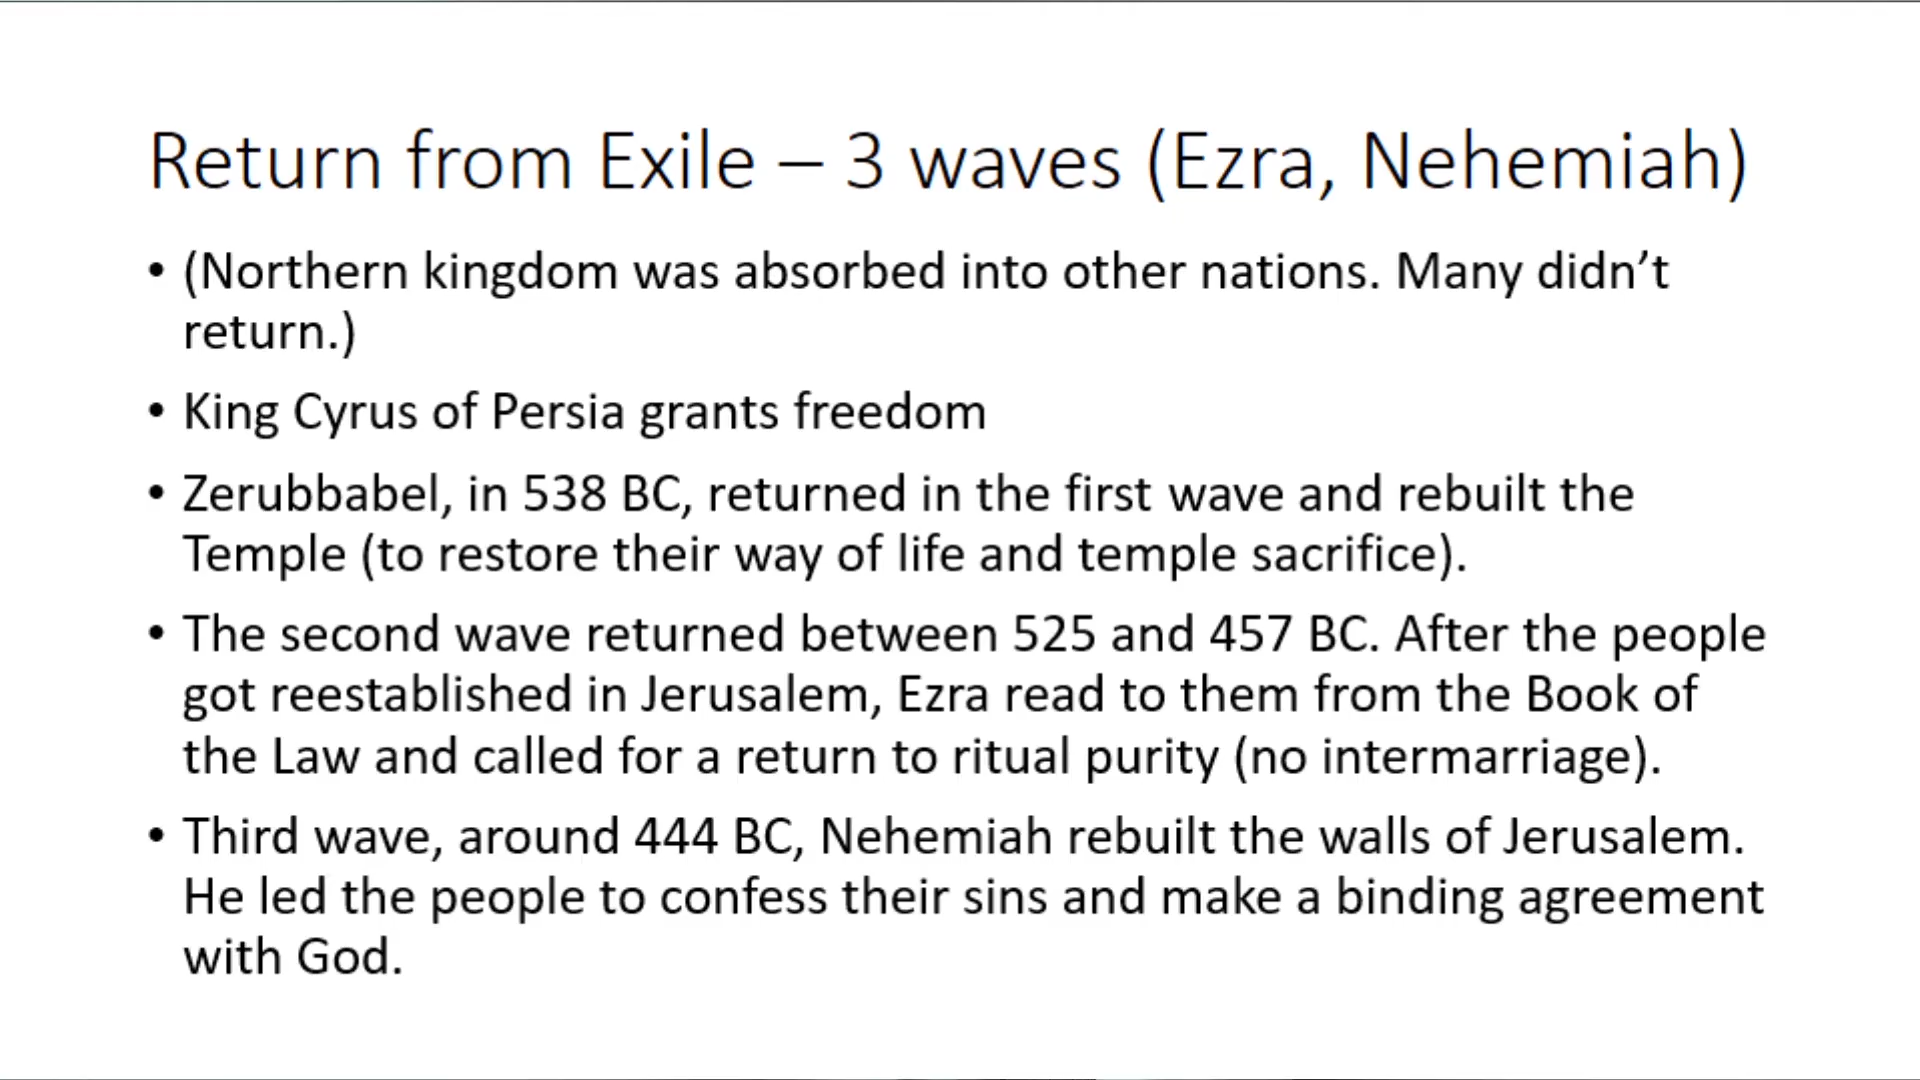 Return from Exile – 3 waves (Ezra, Nehemiah)
• (Northern kingdom was absorbed into other nations. Many didn’t
return.)
• King Cyrus of Persia grants freedom
• Zerubbabel, in 538 BC, returned in the first wave and rebuilt the
Temple (to restore their way of life and temple sacrifice).
• The second wave returned between 525 and 457 BC. After the people
got reestablished in Jerusalem, Ezra read to them from the Book of
the Law and called for a return to ritual purity (no intermarriage).
• Third wave, around 444 BC, Nehemiah rebuilt the walls of Jerusalem.
He led the people to confess their sins and make a binding agreement
with God.